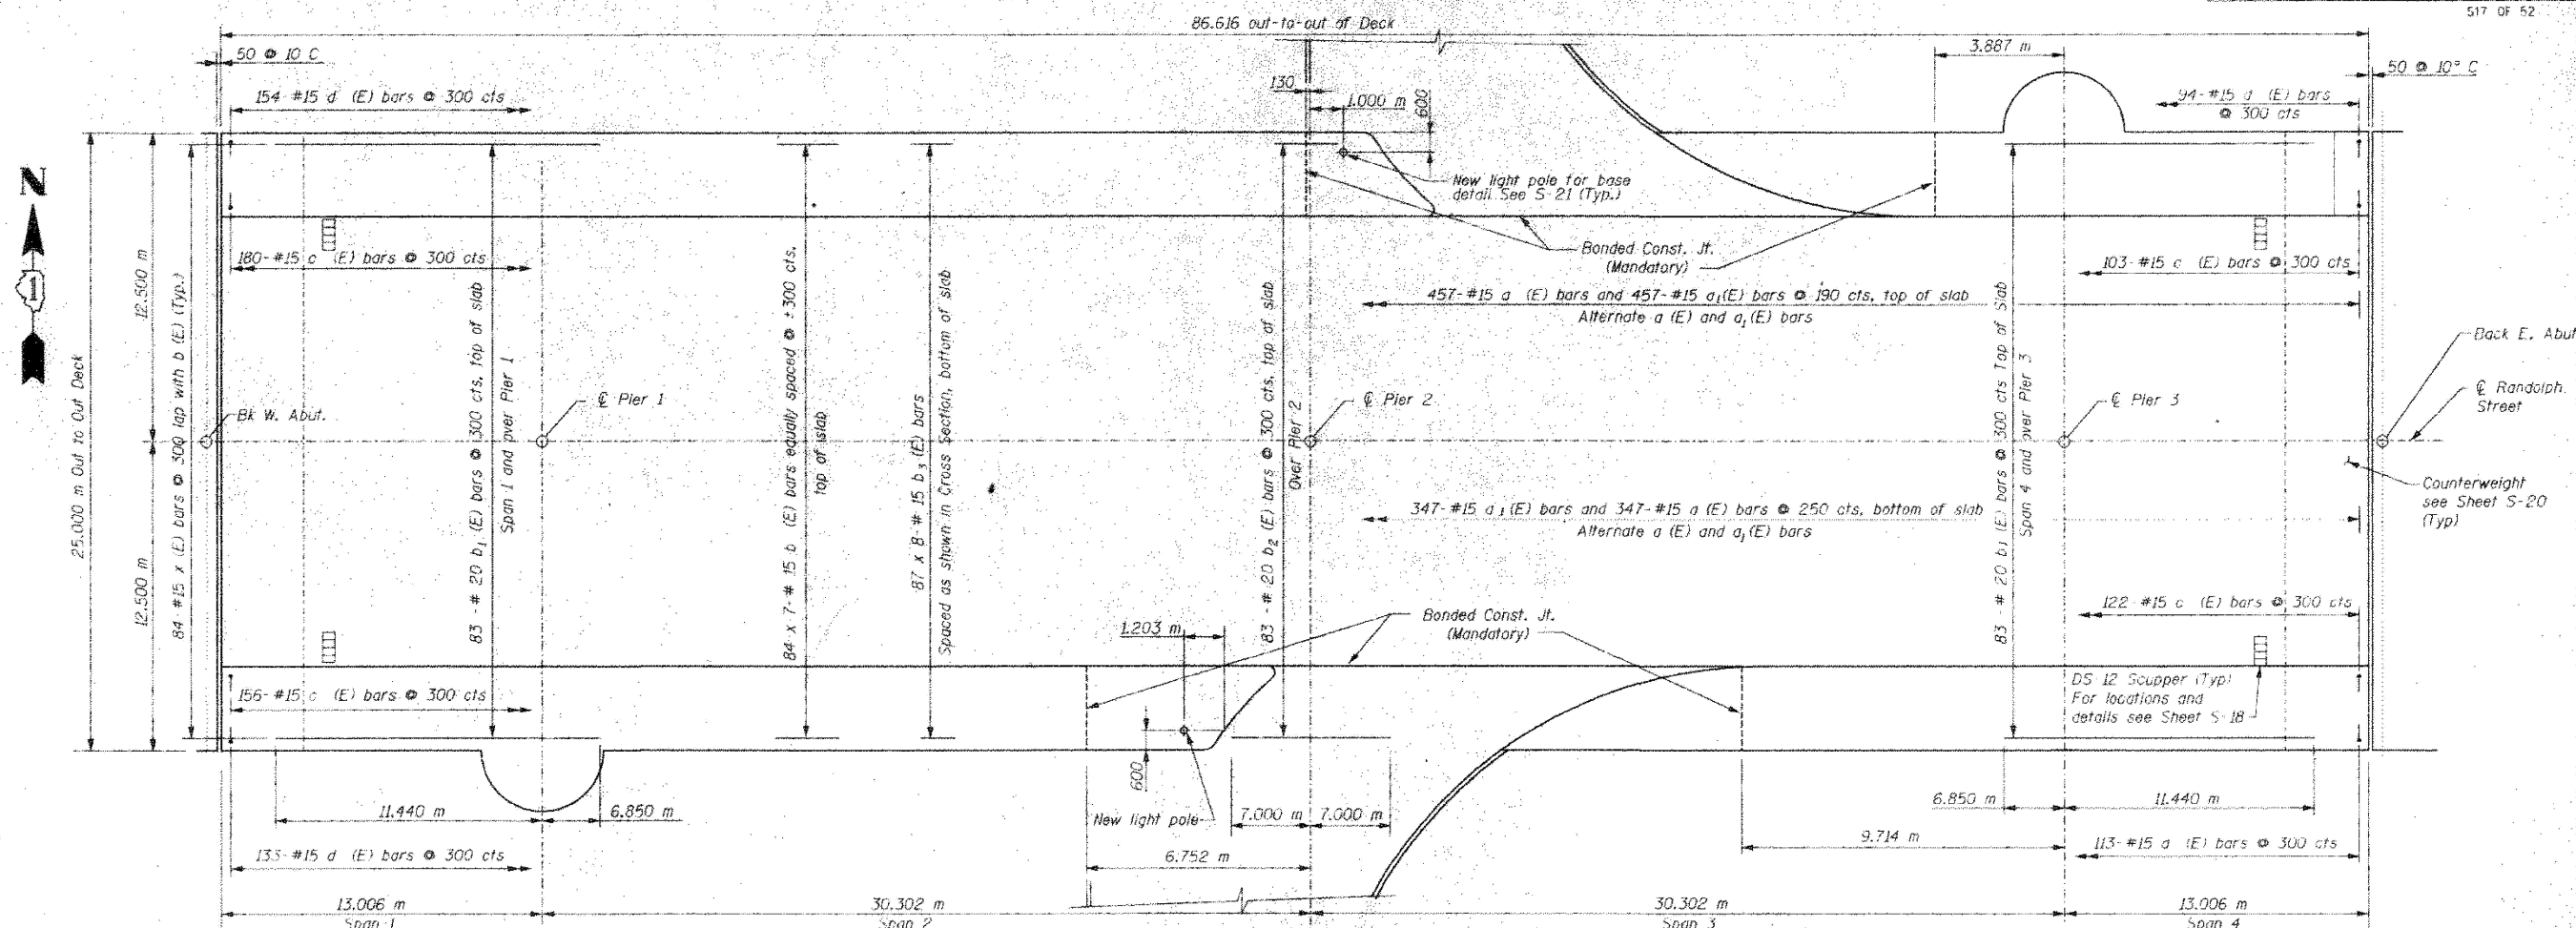 S17 OF 52
86.616 out-to-out of Deck
50 @ 10 C
3.887 m
50 @ 10° C
154-#15 d (E) bars @ 300 cts
130
1.000 m
600
94-#15 d (E) bars
@ 300 cts
N
1
New light pole for base
detail See S-21 (Typ.)
Bonded Const. Jt.
(Mandatory)
180-#15 c (E) bars @ 300 cts
103-#15 c (E) bars @ 300 cts
457-#15 a (E) bars and 457-#15 a1(E) bars @ 190 cts, top of slab
Alternate a (E) and a1(E) bars
25.000 m Out to Out Deck
12.500 m
12.500 m
84-#15 x (E) bars @ 300 lap with b (E) (Typ.)
83 - # 20 b1 (E) bars @ 300 cts, top of slab
Span 1 and over Pier 1
84 x 7-# 15 b (E) bars equally spaced @ ±300 cts.
top of slab
87 x 8-# 15 b3 (E) bars
Spaced as shown in Cross Section, bottom of slab
83 - # 20 b2 (E) bars @ 300 cts, top of slab
Over Pier 2
83 - # 20 b1 (E) bars @ 300 cts Top of Slab
Span 4 and over Pier 3
Bk W. Abut.
℄ Pier 1
℄ Pier 2
℄ Pier 3
Back E. Abut
℄ Randolph
Street
Counterweight
see Sheet S-20
(Typ)
347-#15 a1 (E) bars and 347-#15 a (E) bars @ 250 cts, bottom of slab
Alternate a (E) and a1(E) bars
Bonded Const. Jt.
(Mandatory)
1.203 m
122-#15 c (E) bars @ 300 cts
156-#15 c (E) bars @ 300 cts
DS 12 Scupper (Typ)
For locations and
details see Sheet S-18
600
New light pole
11.440 m
6.850 m
7.000 m
7.000 m
6.850 m
11.440 m
133-#15 d (E) bars @ 300 cts
6.752 m
9.714 m
113-#15 d (E) bars @ 300 cts
13.006 m
30.302 m
30.302 m
13.006 m
Span 1
Span 2
Span 3
Span 4